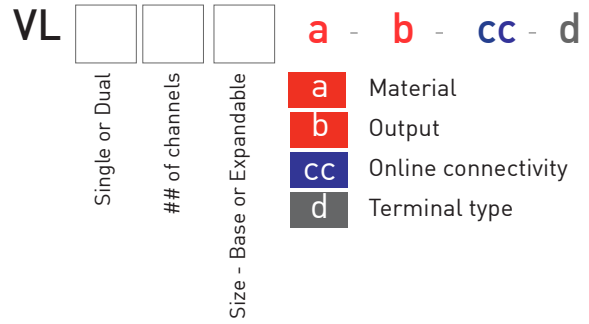 VL a - b - cc - d
Single or Dual
## of channels
Size - Base or Expandable
a Material
b Output
cc Online connectivity
d Terminal type